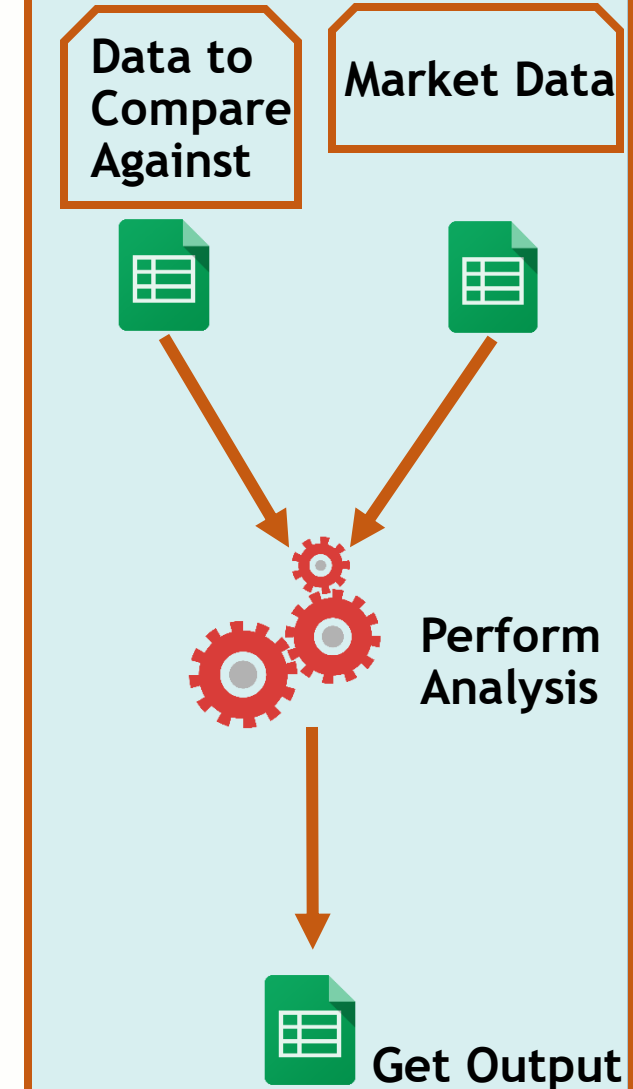 Data to
Compare
Against
Market Data
Perform
Analysis
Get Output